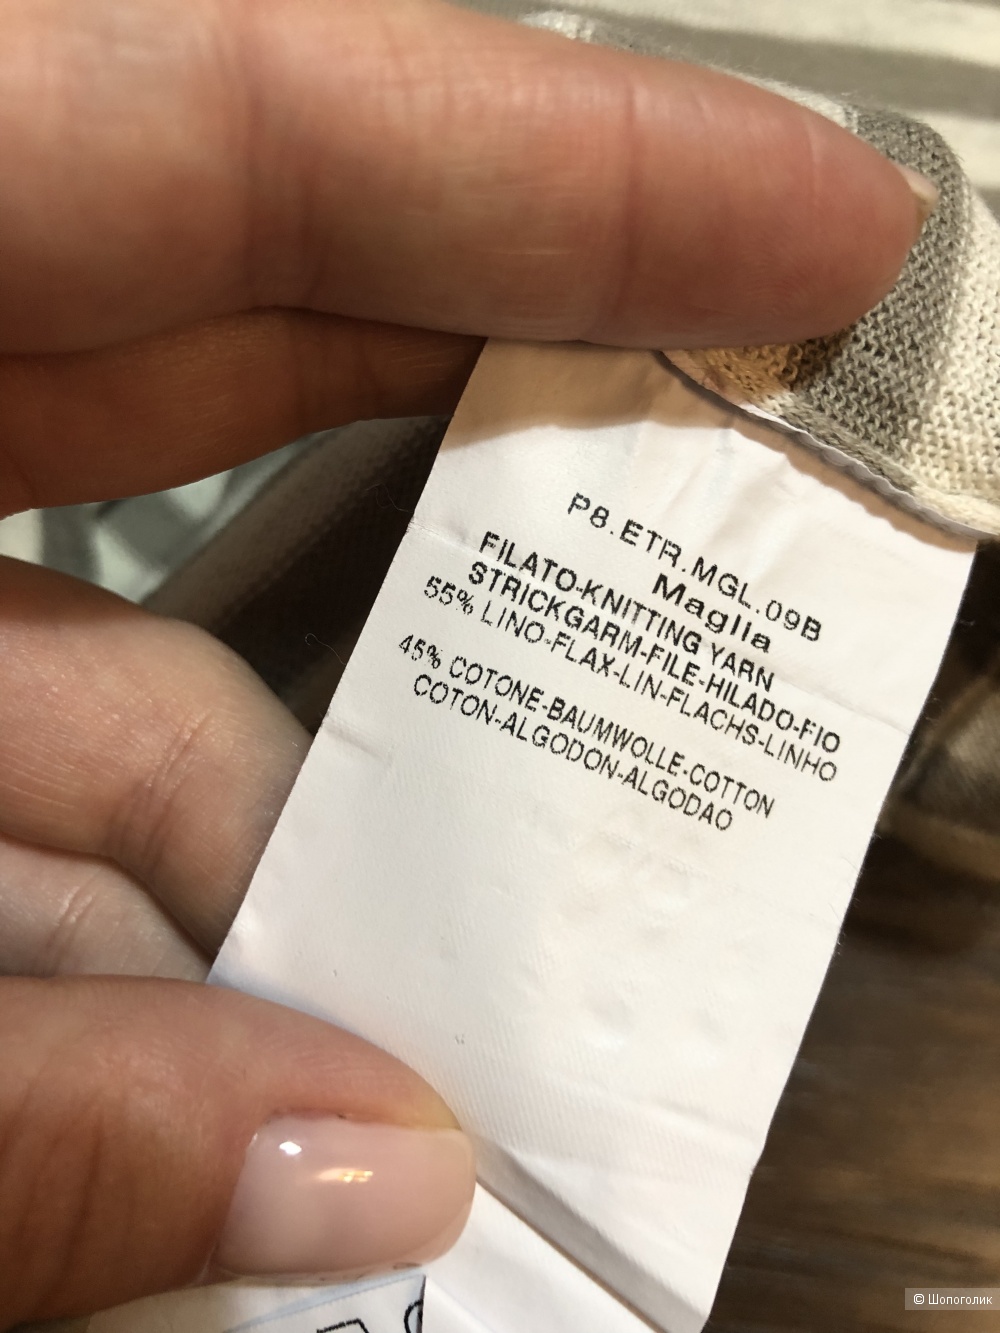 P8.ETR.MGL.09B
Maglia
FILATO-KNITTING YARN
STRICKGARM-FILE-HILADO-FIO
55% LINO-FLAX-LIN-FLACHS-LINHO
45% COTONE-BAUMWOLLE-COTTON
COTON-ALGODON-ALGODAO
© Шопоголик